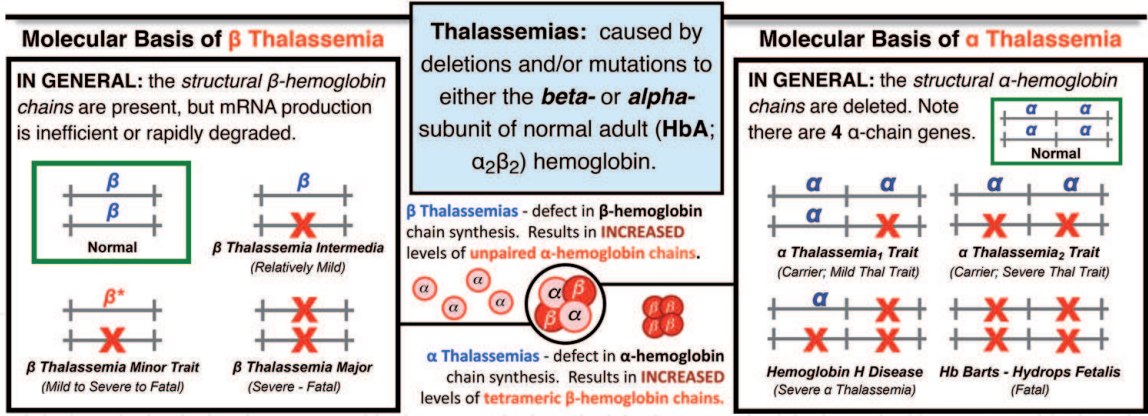 Molecular Basis of β Thalassemia
IN GENERAL: the structural β-hemoglobin
chains are present, but mRNA production
is inefficient or rapidly degraded.
β
β
Normal
β
X
β Thalassemia Intermedia
(Relatively Mild)
β*
X
β Thalassemia Minor Trait
(Mild to Severe to Fatal)
X
X
β Thalassemia Major
(Severe - Fatal)
Thalassemias: caused by
deletions and/or mutations to
either the beta- or alpha-
subunit of normal adult (HbA;
α₂β₂) hemoglobin.
β Thalassemias - defect in β-hemoglobin
chain synthesis. Results in INCREASED
levels of unpaired α-hemoglobin chains.
α α α α
α β
β α
β β
β β
α Thalassemias - defect in α-hemoglobin
chain synthesis. Results in INCREASED
levels of tetrameric β-hemoglobin chains.
Molecular Basis of α Thalassemia
IN GENERAL: the structural α-hemoglobin
chains are deleted. Note
there are 4 α-chain genes.
α α
α α
Normal
α α
α X
α Thalassemia₁ Trait
(Carrier; Mild Thal Trait)
α α
X X
α Thalassemia₂ Trait
(Carrier; Severe Thal Trait)
α X
X X
Hemoglobin H Disease
(Severe α Thalassemia)
X X
X X
Hb Barts - Hydrops Fetalis
(Fatal)